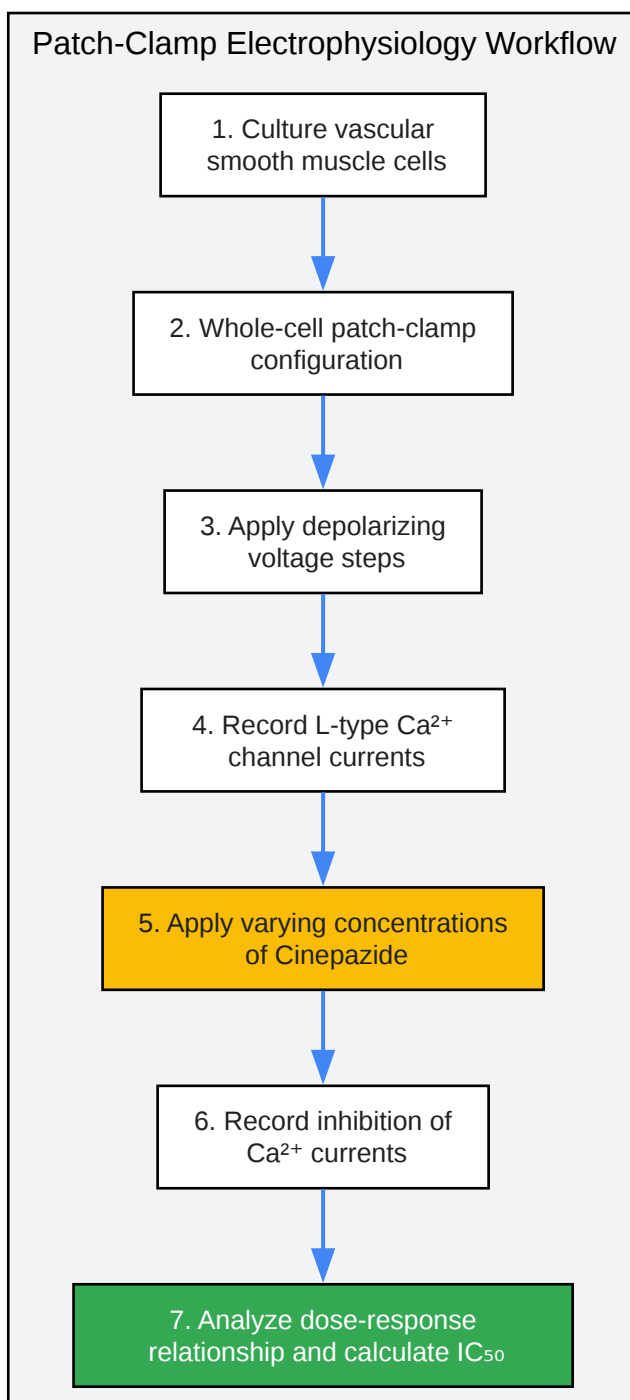 Patch-Clamp Electrophysiology Workflow
1. Culture vascular
smooth muscle cells
2. Whole-cell patch-clamp
configuration
3. Apply depolarizing
voltage steps
4. Record L-type Ca²⁺
channel currents
5. Apply varying concentrations
of Cinepazide
6. Record inhibition of
Ca²⁺ currents
7. Analyze dose-response
relationship and calculate IC₅₀